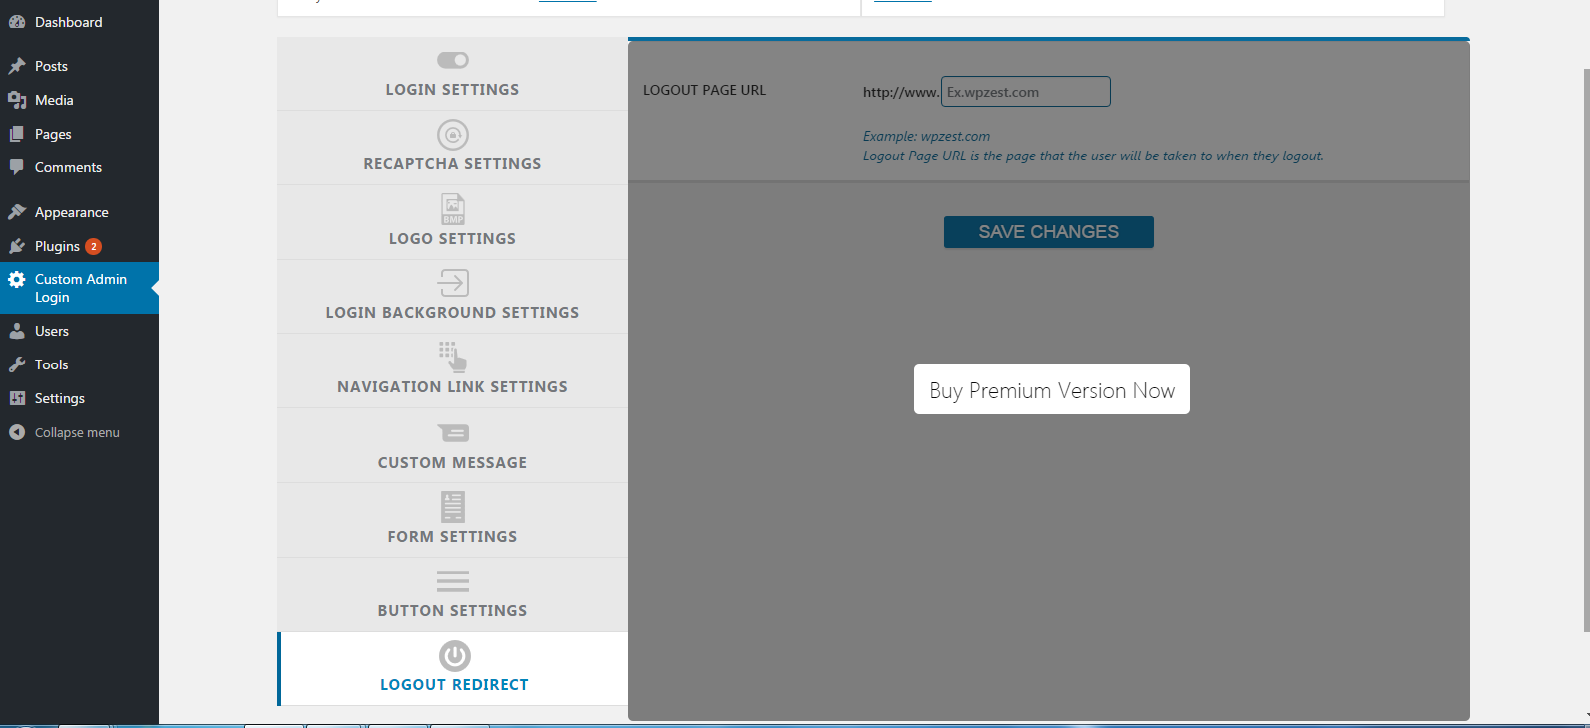 Dashboard
Posts
Media
Pages
Comments
Appearance
Plugins 2
Custom Admin
Login
Users
Tools
Settings
Collapse menu
LOGIN SETTINGS
RECAPTCHA SETTINGS
BMP
LOGO SETTINGS
LOGIN BACKGROUND SETTINGS
NAVIGATION LINK SETTINGS
CUSTOM MESSAGE
FORM SETTINGS
BUTTON SETTINGS
LOGOUT REDIRECT
LOGOUT PAGE URL
http://www. Ex.wpzest.com
Example: wpzest.com
Logout Page URL is the page that the user will be taken to when they logout.
SAVE CHANGES
Buy Premium Version Now